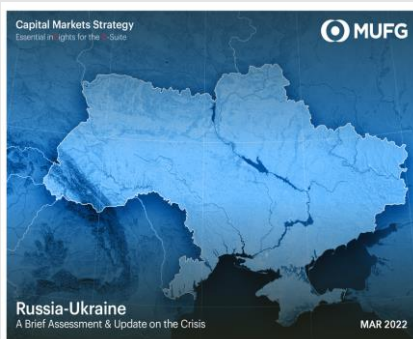 Capital Markets Strategy
MUFG
Essential inSights for the C-Suite
Russia-Ukraine
A Brief Assessment & Update on the Crisis
MAR 2022